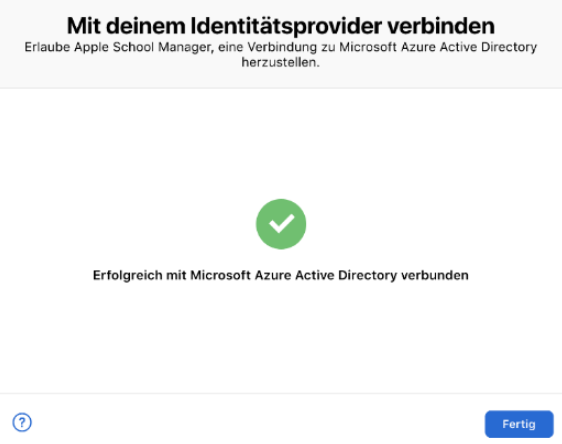 Mit deinem Identitätsprovider verbinden
Erlaube Apple School Manager, eine Verbindung zu Microsoft Azure Active Directory
herzustellen.
Erfolgreich mit Microsoft Azure Active Directory verbunden
?
Fertig